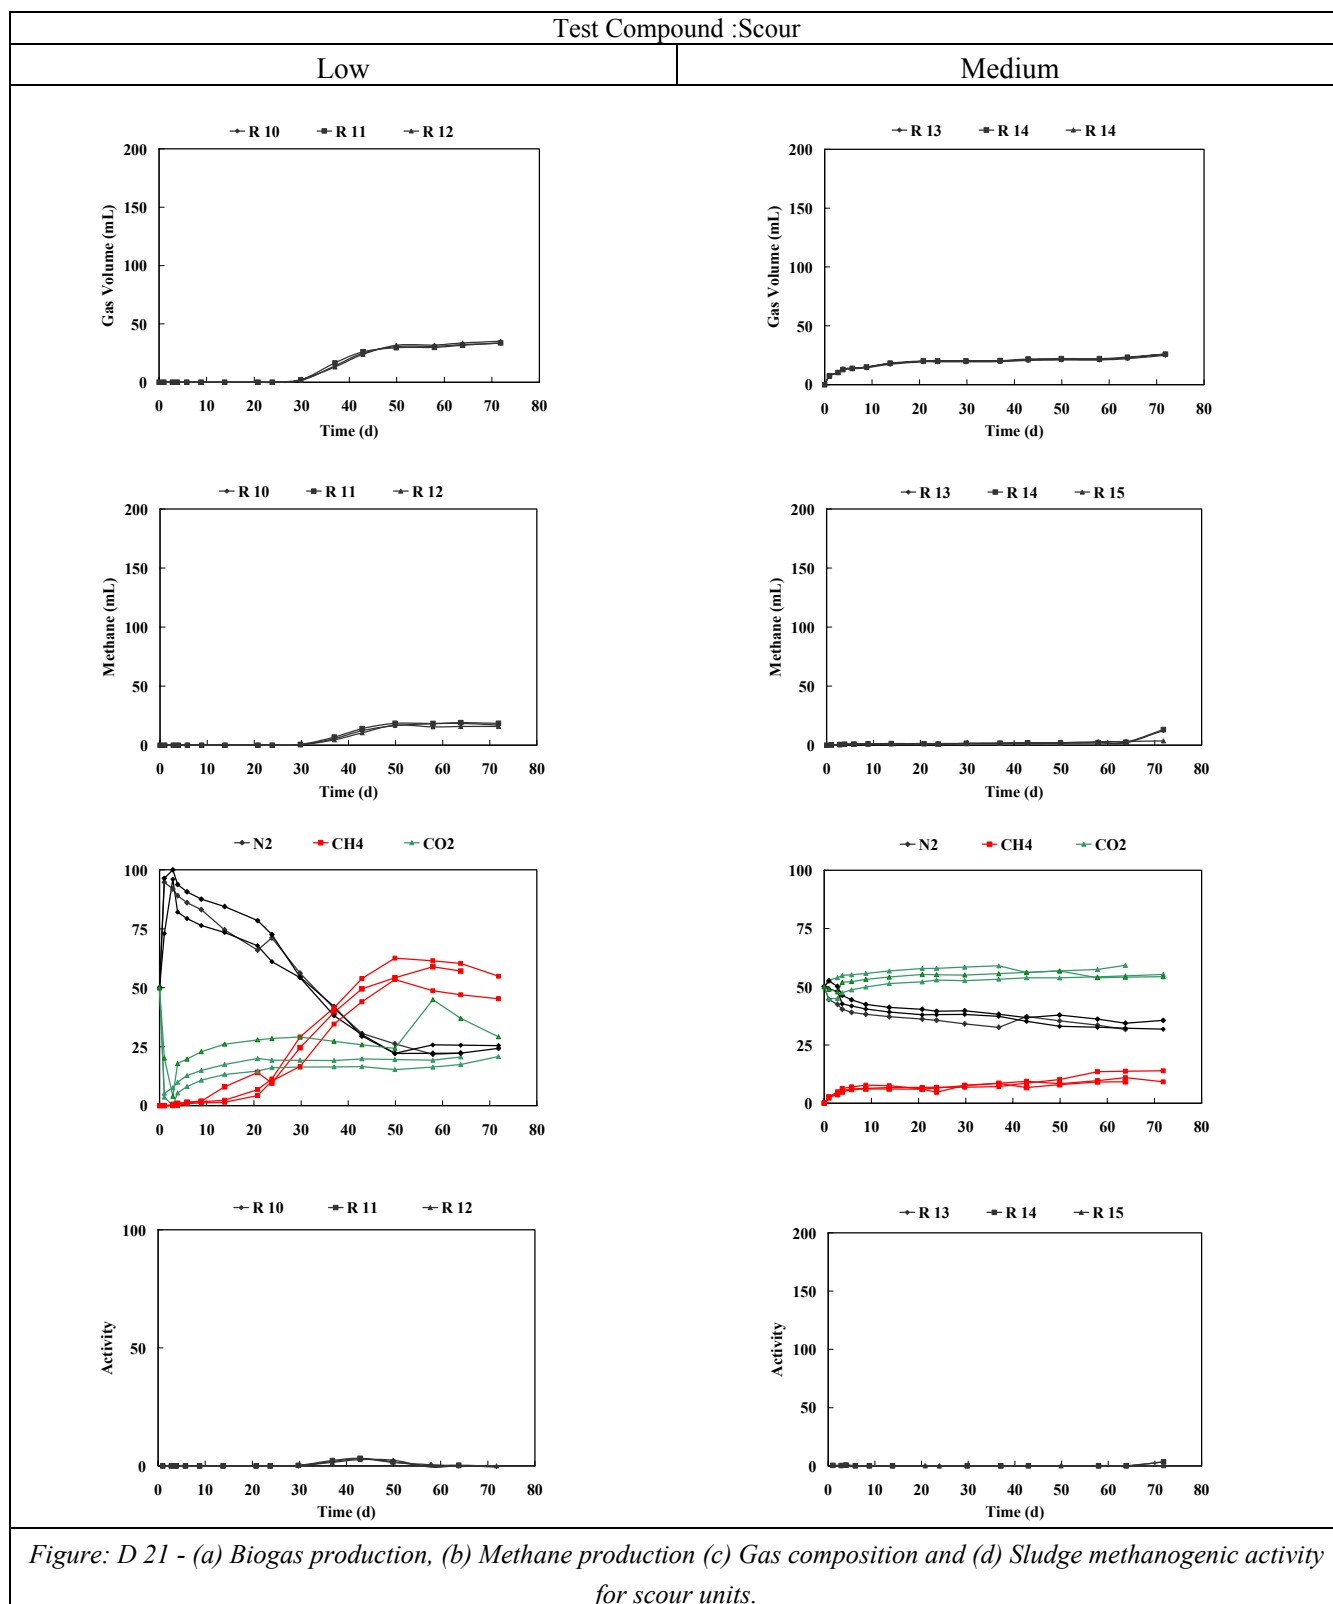 Test Compound :Scour
Low Medium
R 10 R 11 R 12
200
150
100
50
0
Gas Volume (mL)
0 10 20 30 40 50 60 70 80
Time (d)
R 13 R 14 R 14
200
150
100
50
0
Gas Volume (mL)
0 10 20 30 40 50 60 70 80
Time (d)
R 10 R 11 R 12
200
150
100
50
0
Methane (mL)
0 10 20 30 40 50 60 70 80
Time (d)
R 13 R 14 R 15
200
150
100
50
0
Methane (mL)
0 10 20 30 40 50 60 70 80
Time (d)
N2 CH4 CO2
100
75
50
25
0
0 10 20 30 40 50 60 70 80
N2 CH4 CO2
100
75
50
25
0
0 10 20 30 40 50 60 70 80
R 10 R 11 R 12
100
50
0
Activity
0 10 20 30 40 50 60 70 80
Time (d)
R 13 R 14 R 15
200
150
100
50
0
Activity
0 10 20 30 40 50 60 70 80
Time (d)
Figure: D 21 - (a) Biogas production, (b) Methane production (c) Gas composition and (d) Sludge methanogenic activity
for scour units.